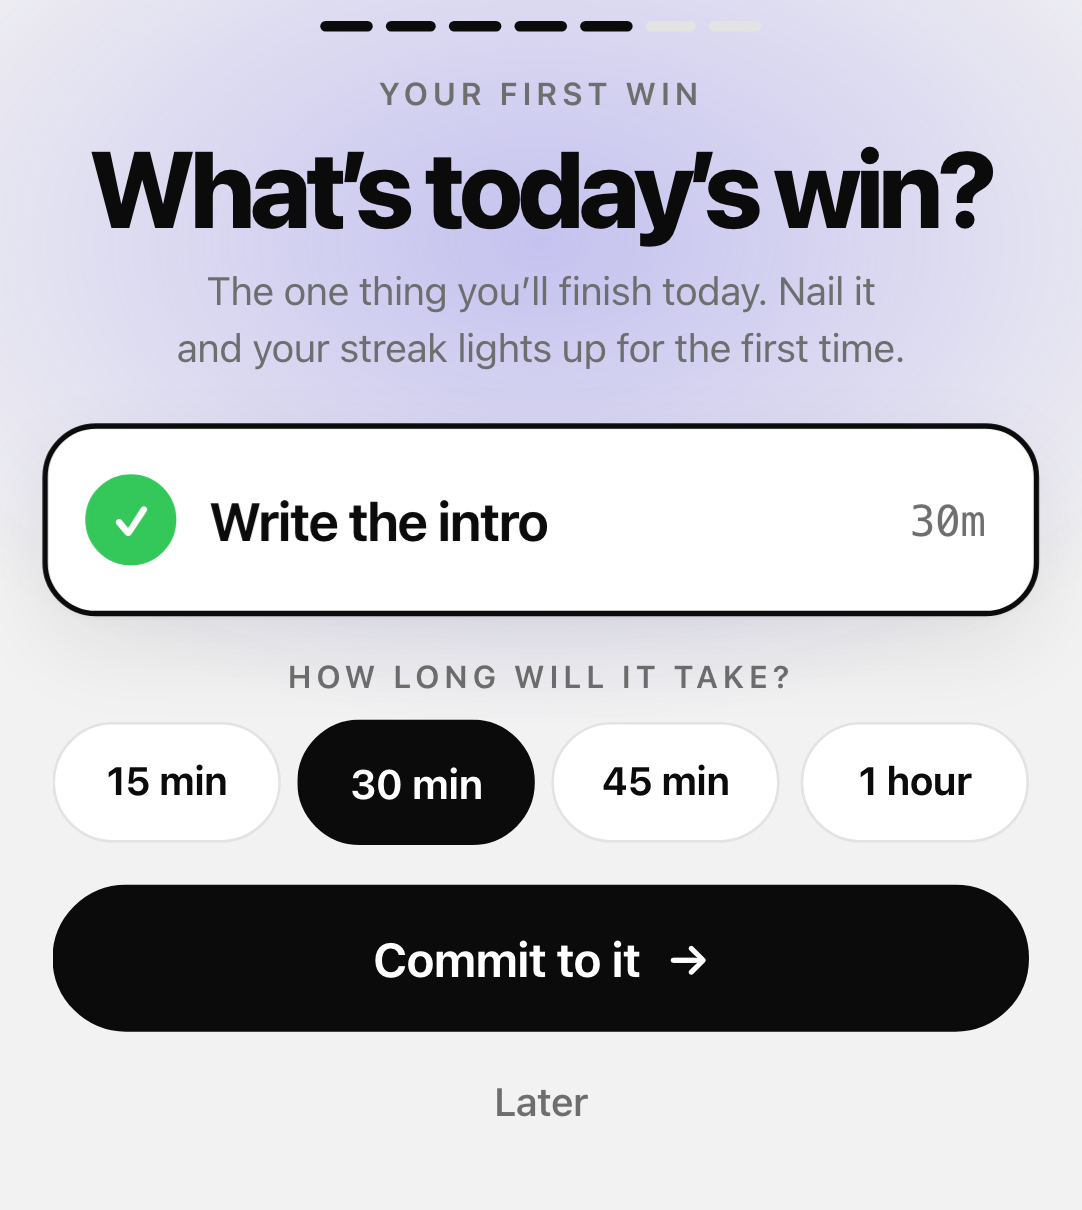 YOUR FIRST WIN
What’s today’s win?
The one thing you’ll finish today. Nail it
and your streak lights up for the first time.
Write the intro 30m
HOW LONG WILL IT TAKE?
15 min 30 min 45 min 1 hour
Commit to it →
Later